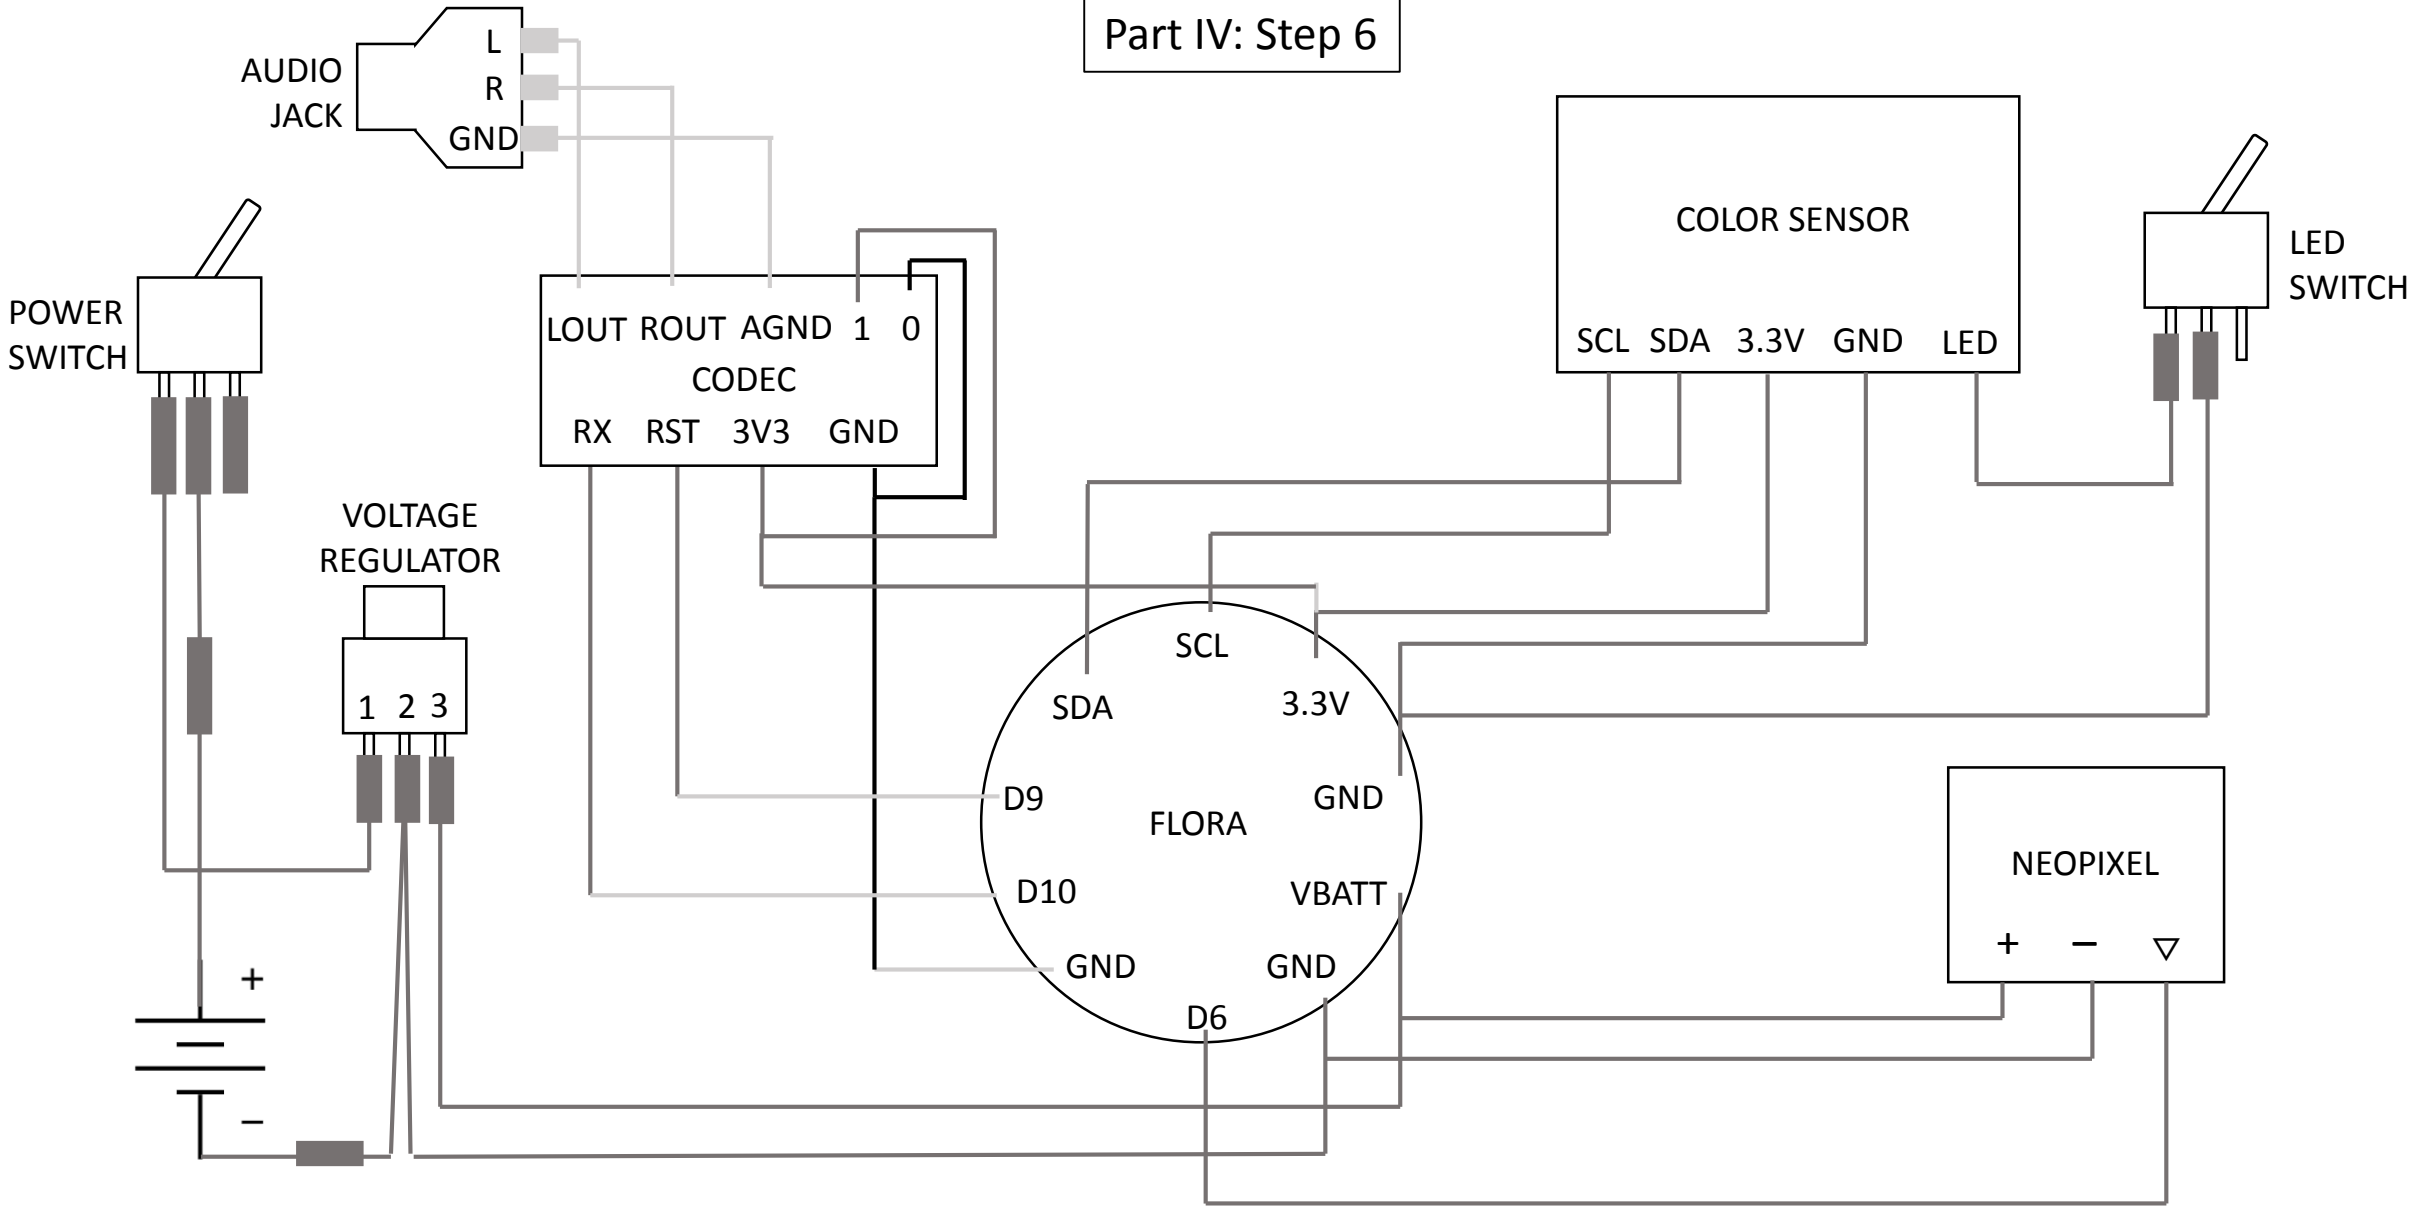 Part IV: Step 6
AUDIO
JACK
L
R
GND
POWER
SWITCH
LOUT ROUT AGND 1 0
CODEC
RX RST 3V3 GND
COLOR SENSOR
SCL SDA 3.3V GND LED
LED
SWITCH
VOLTAGE
REGULATOR
1 2 3
SCL
SDA
3.3V
D9
GND
FLORA
D10
VBATT
GND
GND
D6
NEOPIXEL
+ −
+
−